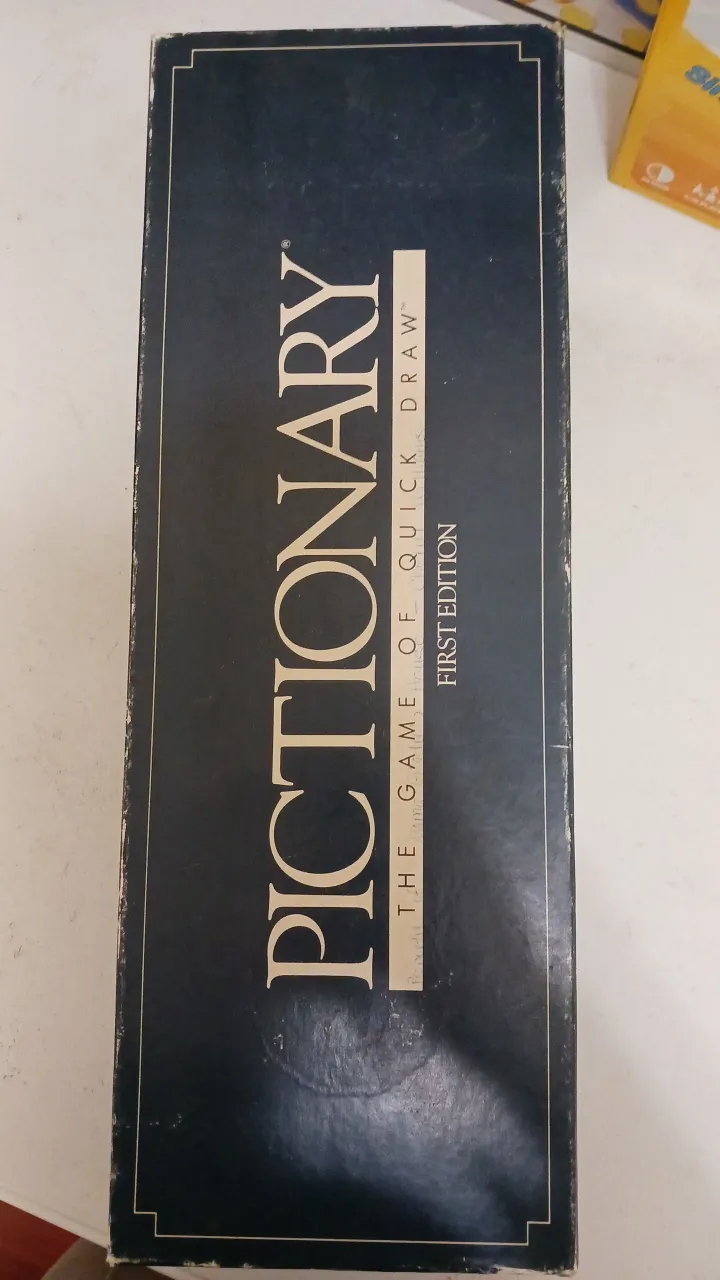 PICTIONARY®
THE GAME OF QUICK DRAW™
FIRST EDITION